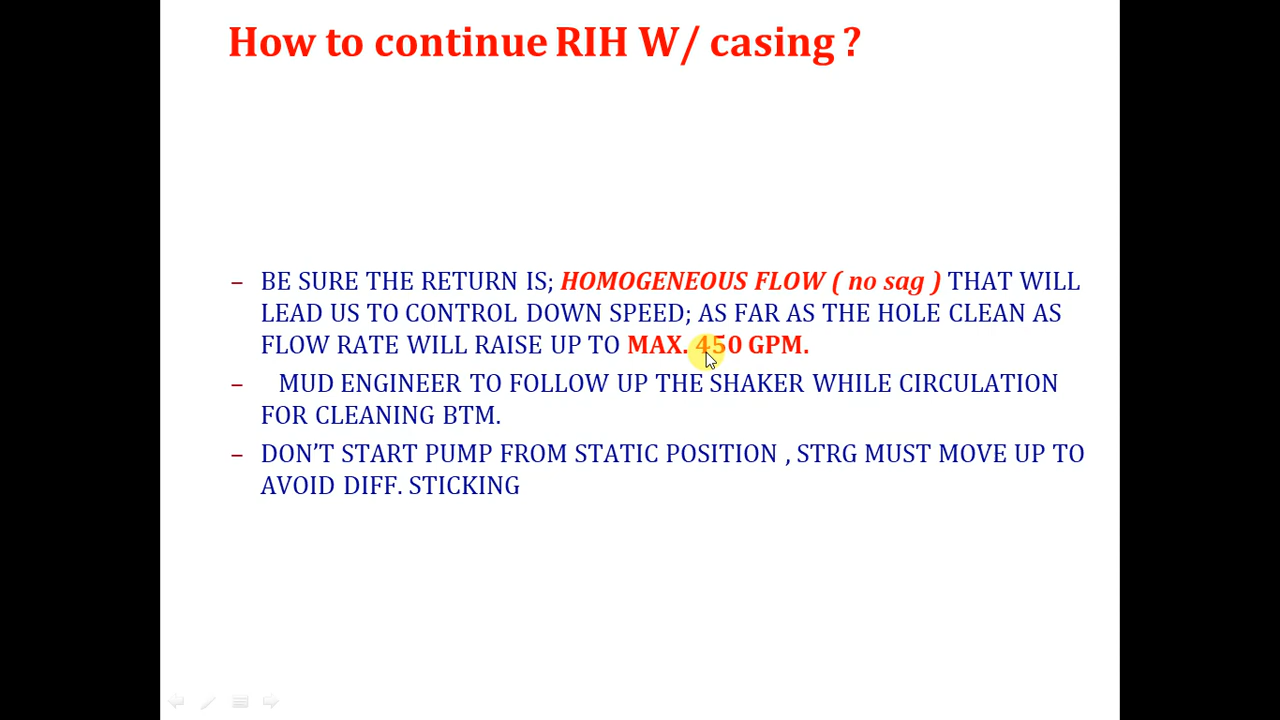 How to continue RIH W/ casing ?
– BE SURE THE RETURN IS; HOMOGENEOUS FLOW ( no sag ) THAT WILL
LEAD US TO CONTROL DOWN SPEED; AS FAR AS THE HOLE CLEAN AS
FLOW RATE WILL RAISE UP TO MAX. 450 GPM.
– MUD ENGINEER TO FOLLOW UP THE SHAKER WHILE CIRCULATION
FOR CLEANING BTM.
– DON’T START PUMP FROM STATIC POSITION , STRG MUST MOVE UP TO
AVOID DIFF. STICKING